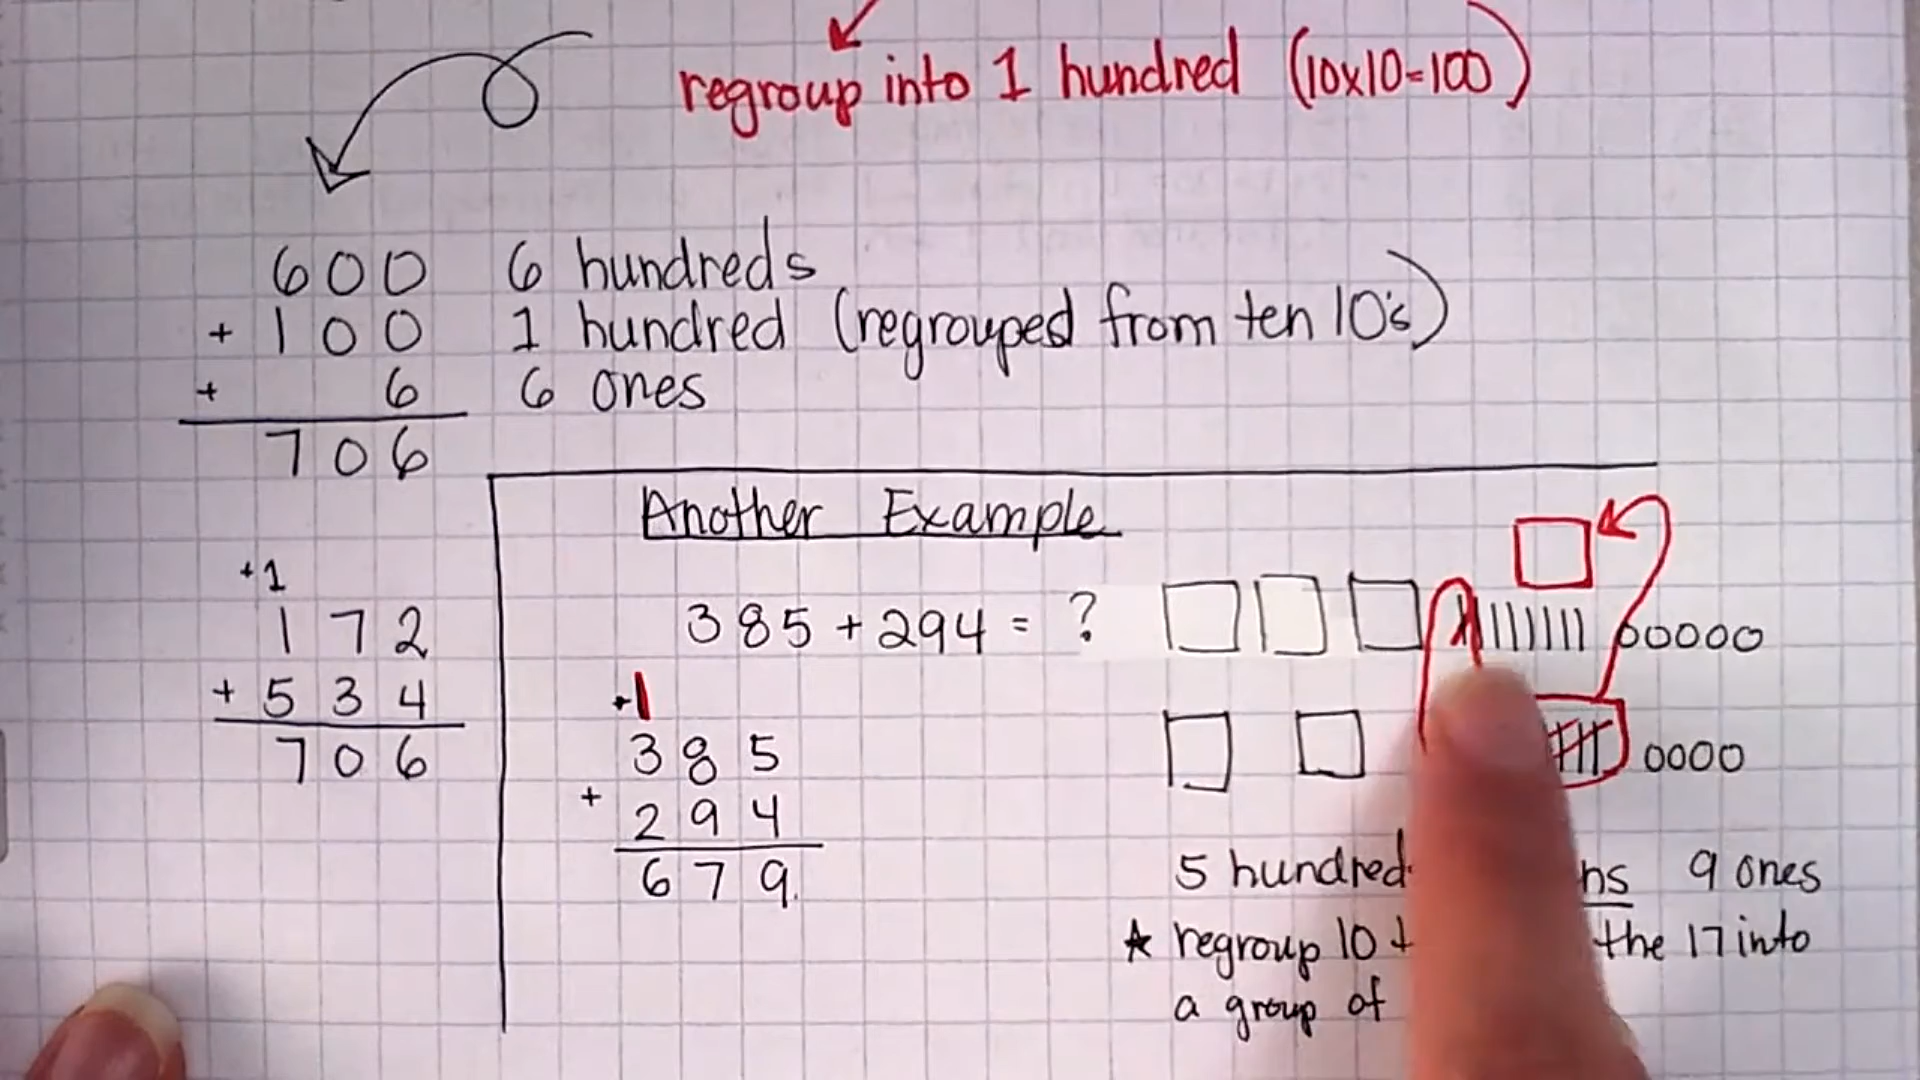 regroup into 1 hundred (10x10=100)
600 6 hundreds
+ 100 1 hundred (regrouped from ten 10's)
+ 6 6 ones
706
Another Example
+1
172
+ 534
706
385 + 294 = ?
+1
385
+
294
679.
00000
0000
5 hundred 9 ones
* regroup 10 the 17 into
a group of